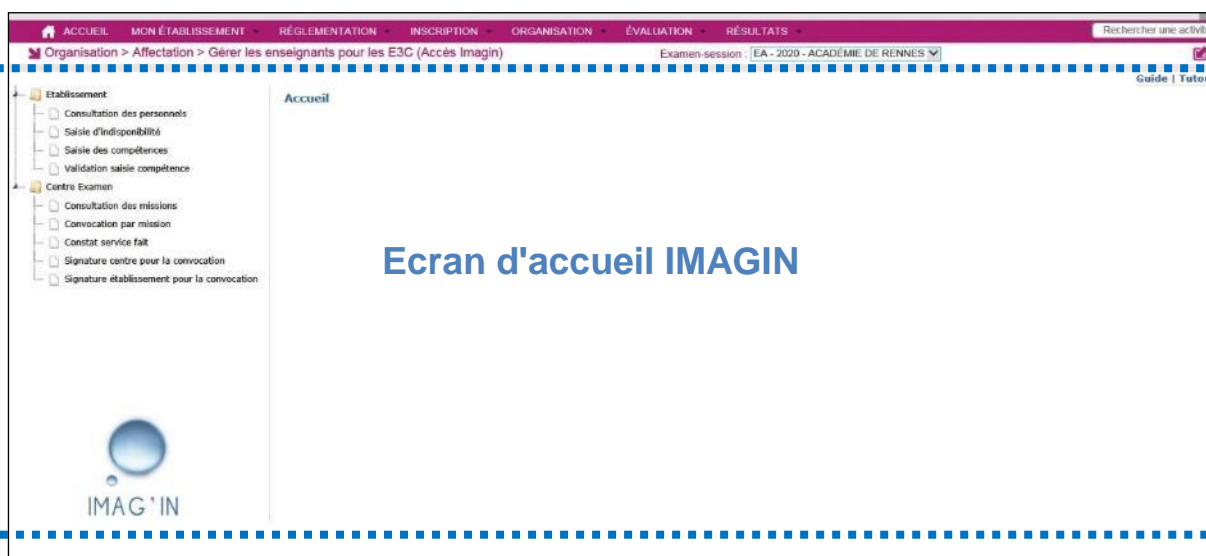 ACCUEIL MON ÉTABLISSEMENT RÉGLEMENTATION INSCRIPTION ORGANISATION ÉVALUATION RÉSULTATS Rechercher une activit
Organisation > Affectation > Gérer les enseignants pour les E3C (Accès Imagin) Examen-session : EA - 2020 - ACADÉMIE DE RENNES
Guide | Tutor
Etablissement
Accueil
Consultation des personnels
Saisie d'indisponibilité
Saisie des compétences
Validation saisie compétence
Centre Examen
Consultation des missions
Convocation par mission
Constat service fait
Signature centre pour la convocation
Signature établissement pour la convocation
Ecran d'accueil IMAGIN
IMAG'IN